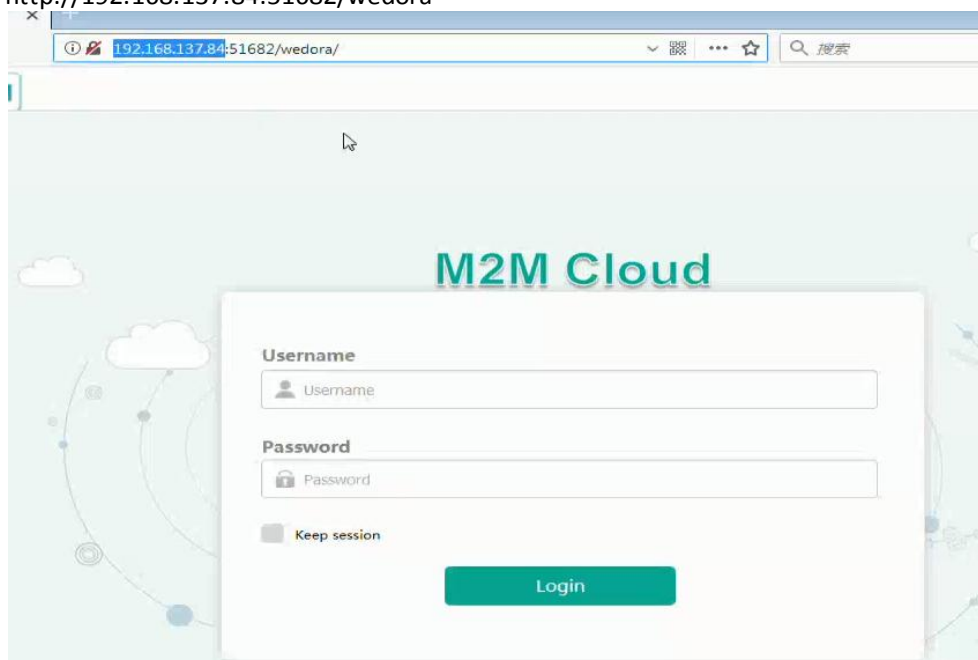 http://192.168.137.84:51682/wedora
192.168.137.84:51682/wedora/
搜索
M2M Cloud
Username
Username
Password
Password
Keep session
Login